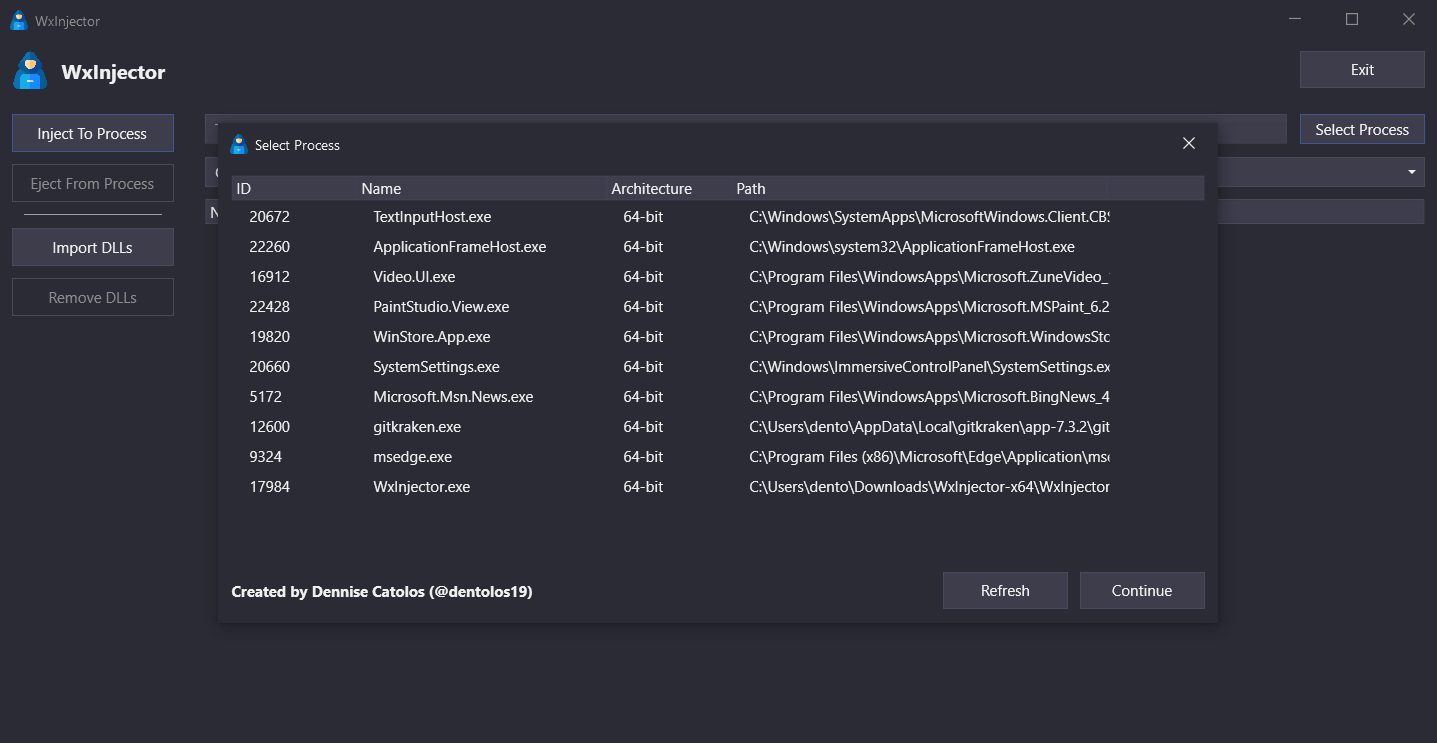 WxInjector
WxInjector
Exit
Inject To Process
Select Process
Eject From Process
Import DLLs
Remove DLLs
Select Process
ID Name Architecture Path
20672 TextInputHost.exe 64-bit C:\Windows\SystemApps\MicrosoftWindows.Client.CBS
22260 ApplicationFrameHost.exe 64-bit C:\Windows\system32\ApplicationFrameHost.exe
16912 Video.UI.exe 64-bit C:\Program Files\WindowsApps\Microsoft.ZuneVideo_
22428 PaintStudio.View.exe 64-bit C:\Program Files\WindowsApps\Microsoft.MSPaint_6.2
19820 WinStore.App.exe 64-bit C:\Program Files\WindowsApps\Microsoft.WindowsSto
20660 SystemSettings.exe 64-bit C:\Windows\ImmersiveControlPanel\SystemSettings.ex
5172 Microsoft.Msn.News.exe 64-bit C:\Program Files\WindowsApps\Microsoft.BingNews_4
12600 gitkraken.exe 64-bit C:\Users\dento\AppData\Local\gitkraken\app-7.3.2\git
9324 msedge.exe 64-bit C:\Program Files (x86)\Microsoft\Edge\Application\mse
17984 WxInjector.exe 64-bit C:\Users\dento\Downloads\WxInjector-x64\WxInjector
Created by Dennise Catolos (@dentolos19)
Refresh
Continue